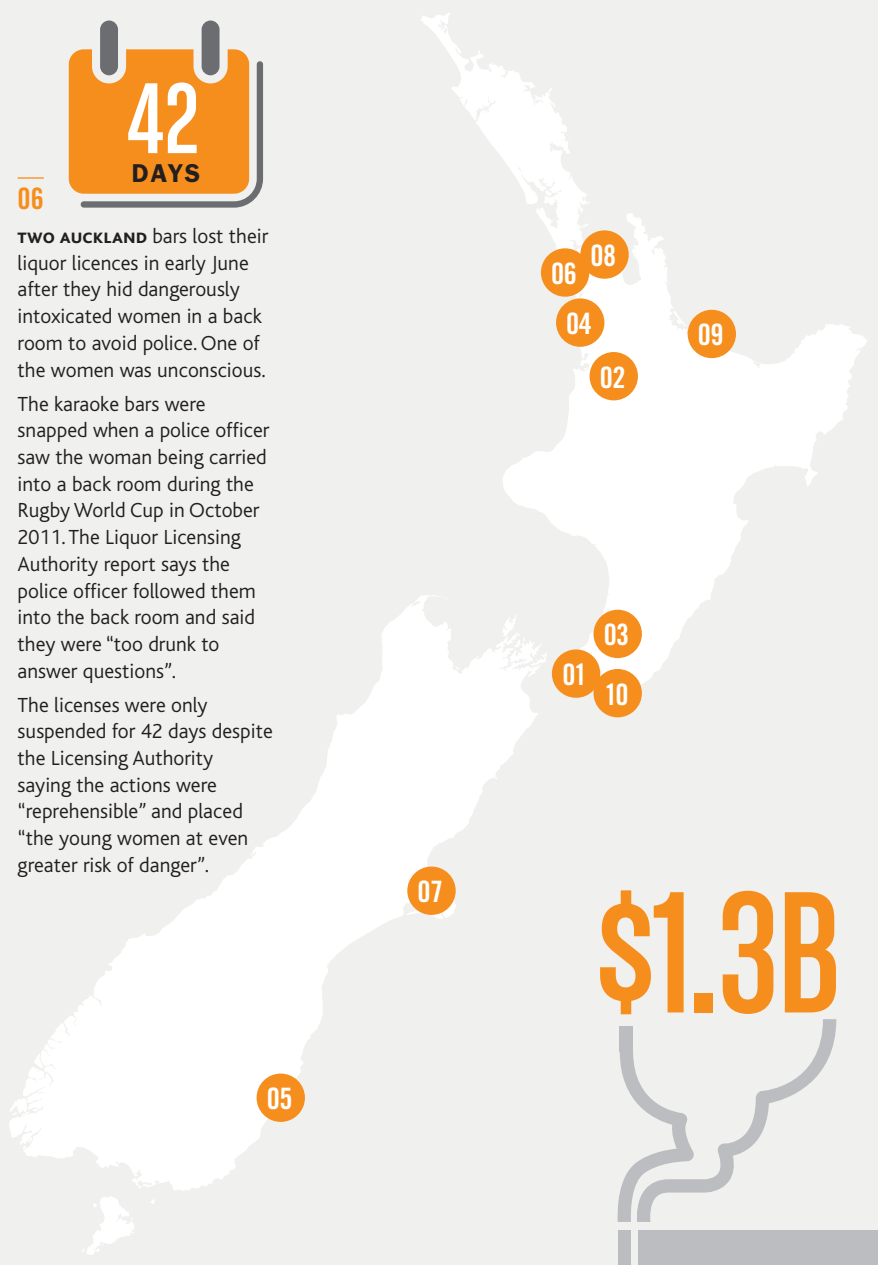 42
DAYS
06
TWO AUCKLAND bars lost their
liquor licences in early June
after they hid dangerously
intoxicated women in a back
room to avoid police. One of
the women was unconscious.
The karaoke bars were
snapped when a police officer
saw the woman being carried
into a back room during the
Rugby World Cup in October
2011. The Liquor Licensing
Authority report says the
police officer followed them
into the back room and said
they were “too drunk to
answer questions”.
The licenses were only
suspended for 42 days despite
the Licensing Authority
saying the actions were
“reprehensible” and placed
“the young women at even
greater risk of danger”.
08
06
04
09
02
03
01
10
07
05
$1.3B